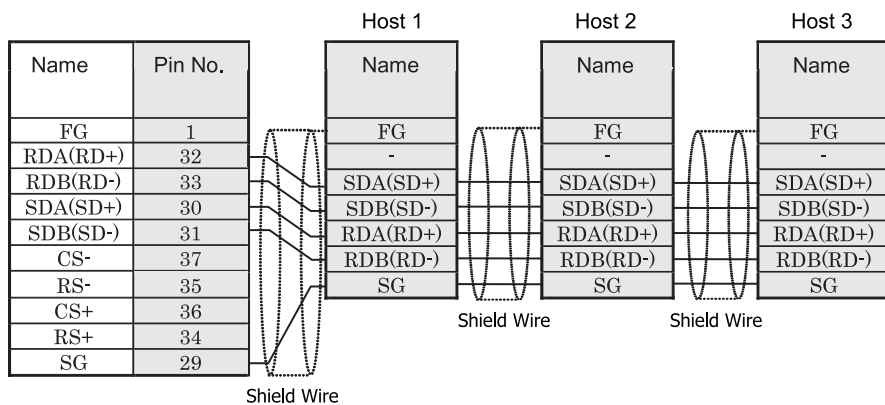 Host 1 Host 2 Host 3
Name Pin No. Name Name Name
FG 1 FG FG FG
RDA(RD+) 32 - - -
RDB(RD-) 33 SDA(SD+) SDA(SD+) SDA(SD+)
SDA(SD+) 30 SDB(SD-) SDB(SD-) SDB(SD-)
SDB(SD-) 31 RDA(RD+) RDA(RD+) RDA(RD+)
CS- 37 RDB(RD-) RDB(RD-) RDB(RD-)
RS- 35 SG SG SG
CS+ 36 Shield Wire Shield Wire
RS+ 34
SG 29
Shield Wire